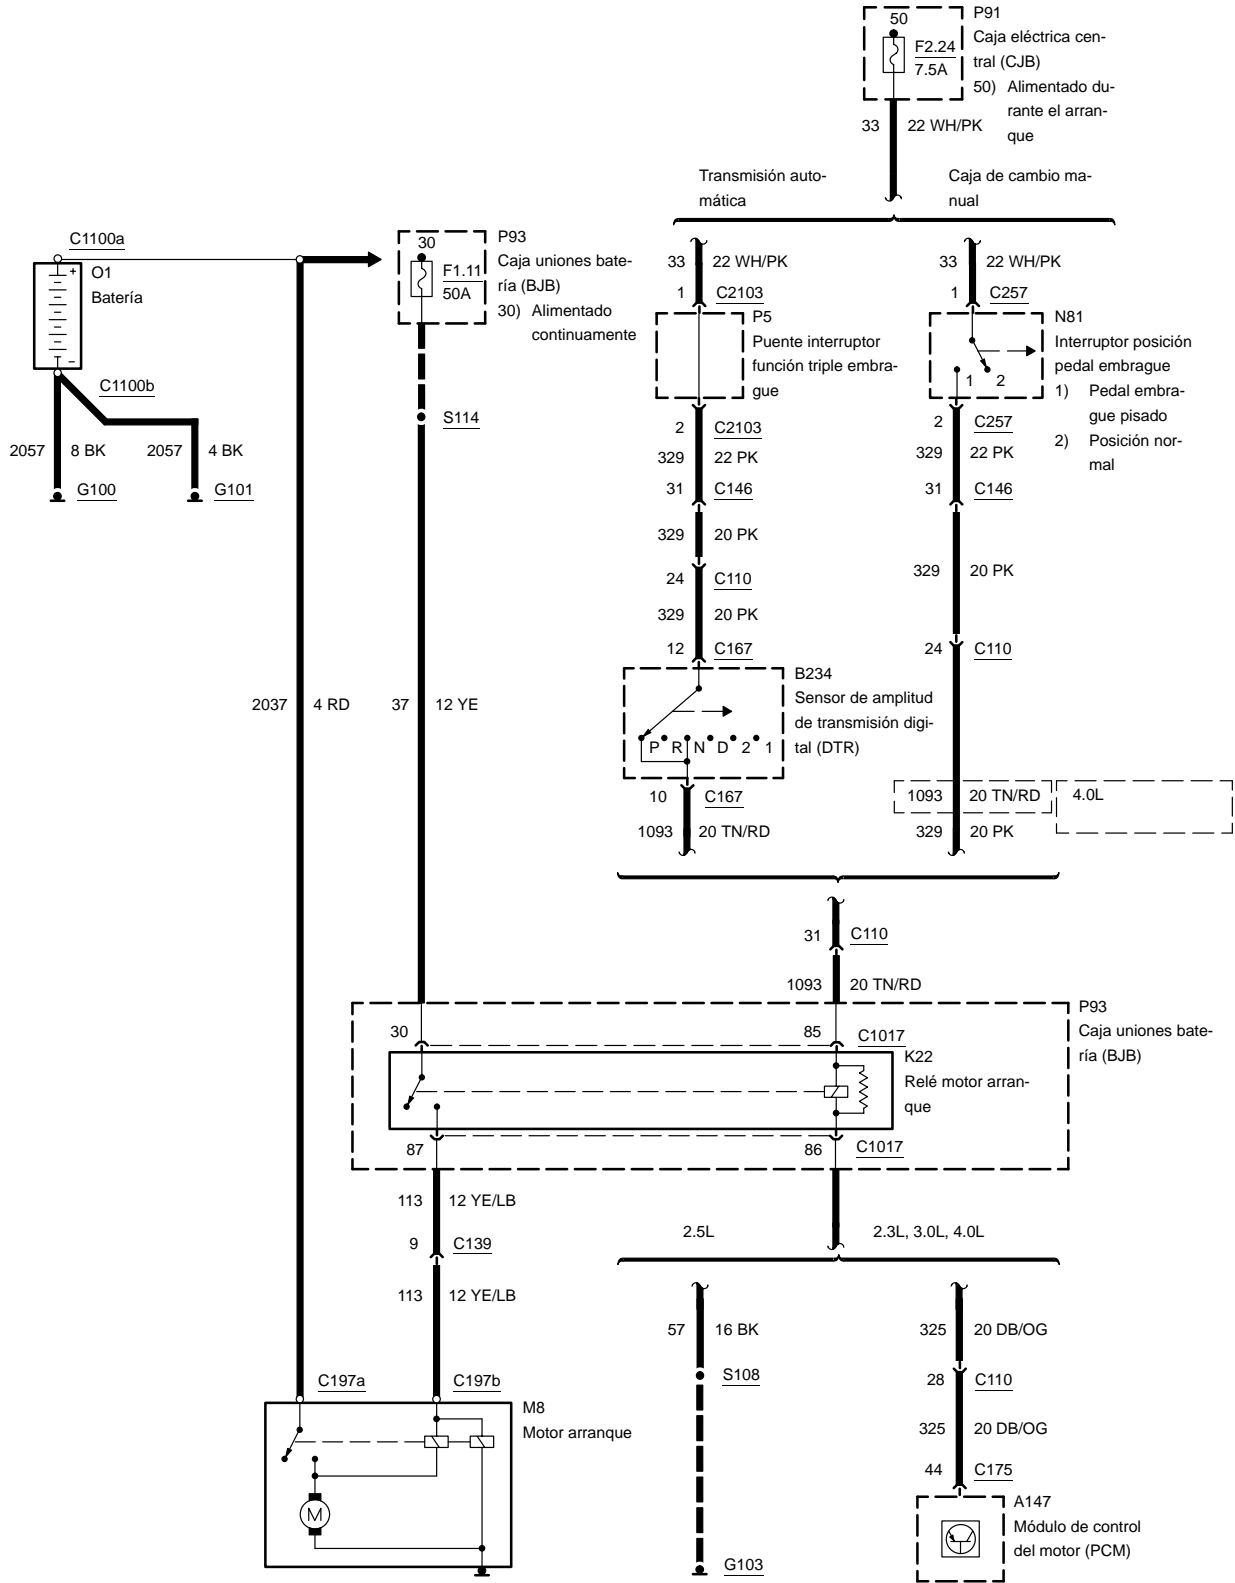 50
F2.24
7.5A
P91
Caja eléctrica cen-
tral (CJB)
50) Alimentado du-
rante el arran-
que
33 22 WH/PK
Transmisión auto-
mática
Caja de cambio ma-
nual
C1100a
+
-
O1
Batería
C1100b
2057 8 BK
2057 4 BK
G100
G101
30
F1.11
50A
P93
Caja uniones bate-
ría (BJB)
30) Alimentado
continuamente
S114
33 22 WH/PK
1 C2103
P5
Puente interruptor
función triple embra-
gue
2 C2103
329 22 PK
31 C146
329 20 PK
24 C110
329 20 PK
12 C167
33 22 WH/PK
1 C257
1 2
N81
Interruptor posición
pedal embrague
1) Pedal embra-
gue pisado
2) Posición nor-
mal
2 C257
329 22 PK
31 C146
329 20 PK
24 C110
2037 4 RD
37 12 YE
B234
Sensor de amplitud
de transmisión digi-
tal (DTR)
P R N D 2 1
10 C167
1093 20 TN/RD
1093 20 TN/RD
4.0L
329 20 PK
31 C110
1093 20 TN/RD
P93
Caja uniones bate-
ría (BJB)
30
85 C1017
K22
Relé motor arran-
que
87
86 C1017
113 12 YE/LB
9 C139
113 12 YE/LB
2.5L
2.3L, 3.0L, 4.0L
57 16 BK
S108
G103
325 20 DB/OG
28 C110
325 20 DB/OG
44 C175
A147
Módulo de control
del motor (PCM)
C197a
C197b
M8
Motor arranque
M